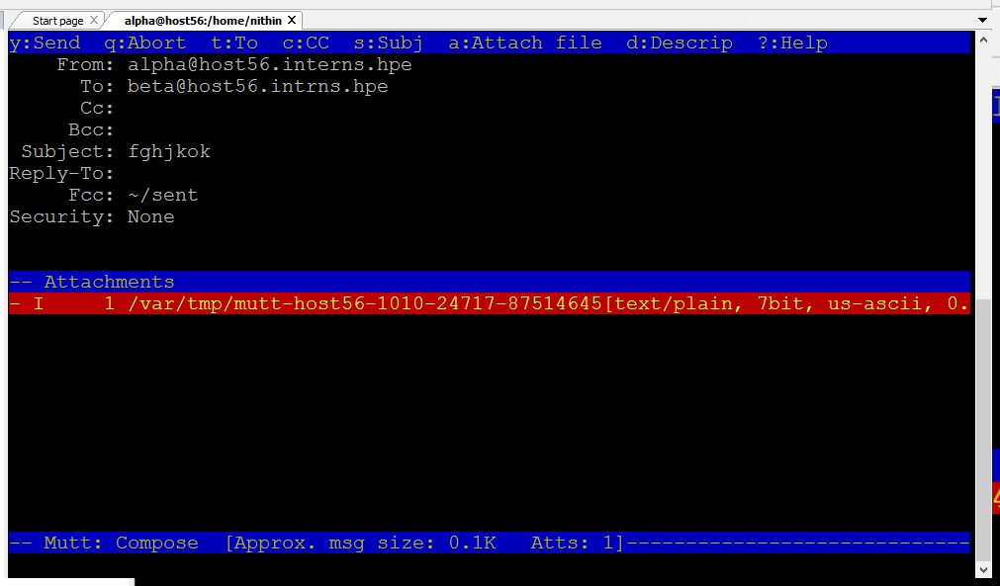 Start page
alpha@host56:/home/nithin
y:Send q:Abort t:To c:CC s:Subj a:Attach file d:Descrip ?:Help
From: alpha@host56.interns.hpe
To: beta@host56.intrns.hpe
Cc:
Bcc:
Subject: fghjkok
Reply-To:
Fcc: ~/sent
Security: None
-- Attachments
- I 1 /var/tmp/mutt-host56-1010-24717-87514645[text/plain, 7bit, us-ascii, 0.
-- Mutt: Compose [Approx. msg size: 0.1K Atts: 1]-----------------------------